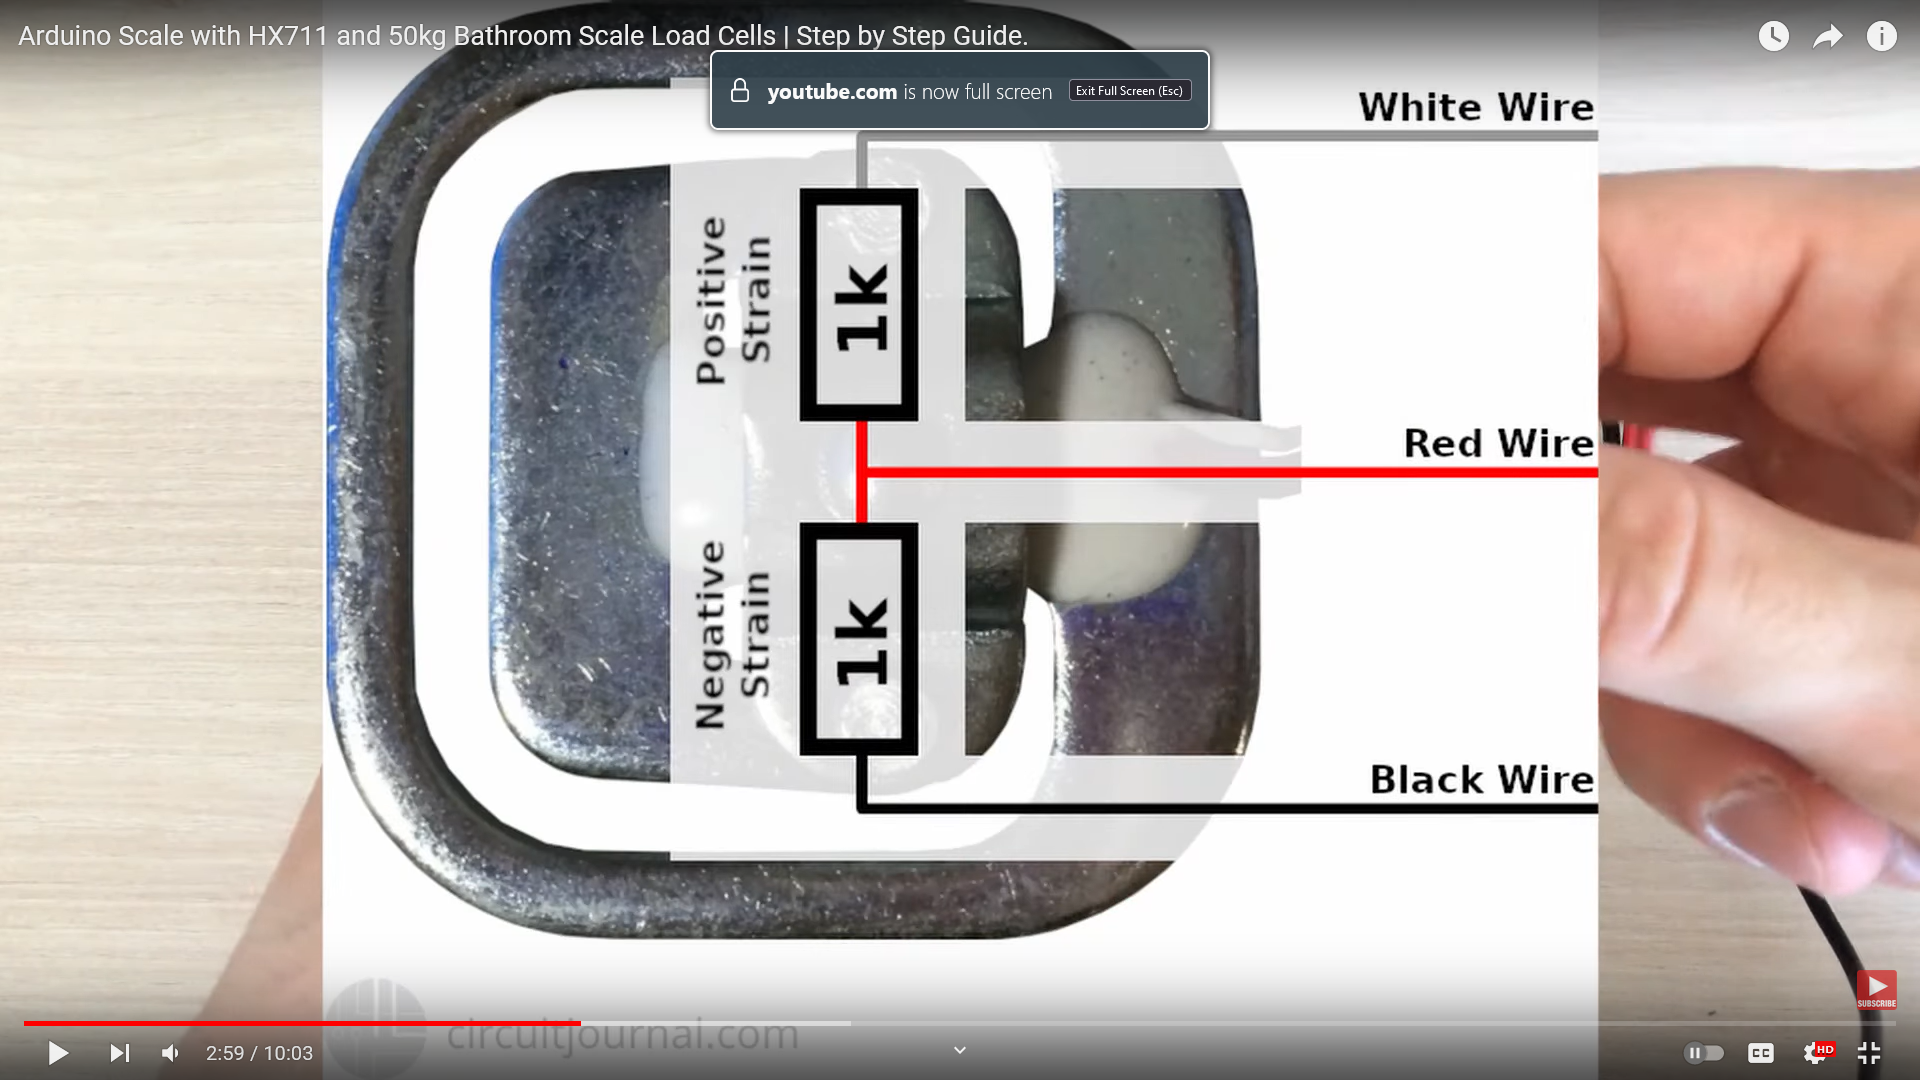 Arduino Scale with HX711 and 50kg Bathroom Scale Load Cells | Step by Step Guide.
youtube.com is now full screen Exit Full Screen (Esc)
White Wire
Positive
Strain
1k
Red Wire
Negative
Strain
1k
Black Wire
SUBSCRIBE
circuitjournal.com
2:59 / 10:03
CC
HD